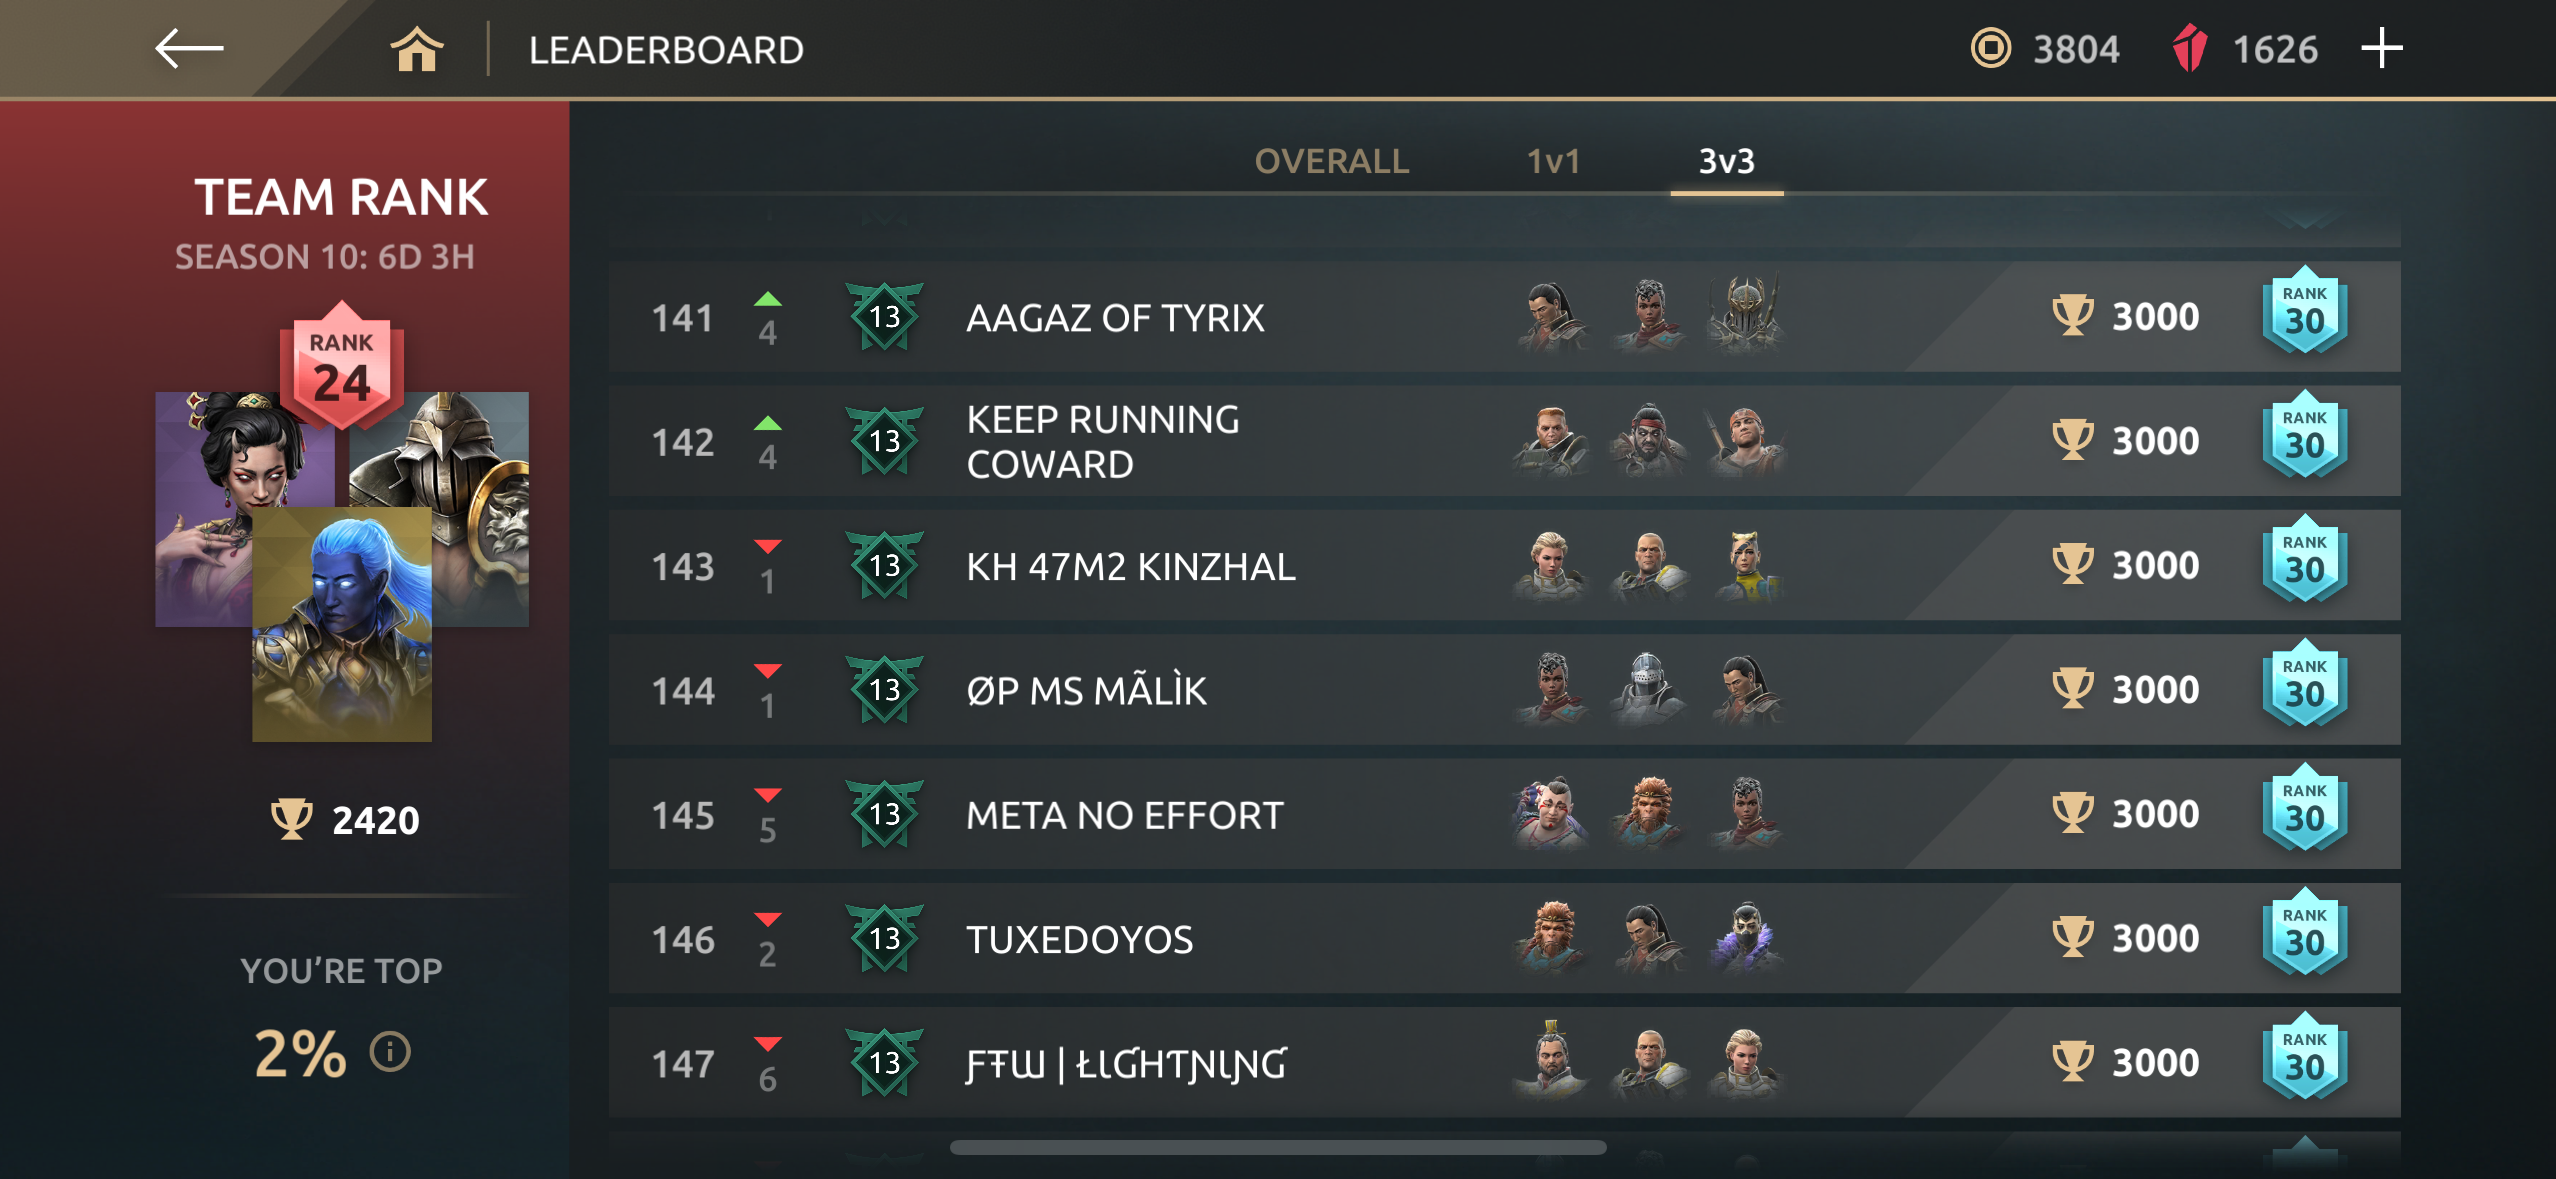 LEADERBOARD
3804
1626
TEAM RANK
SEASON 10: 6D 3H
RANK
24
2420
YOU’RE TOP
2%
OVERALL
1v1
3v3
141
4
13
AAGAZ OF TYRIX
3000
RANK
30
142
4
13
KEEP RUNNING
COWARD
3000
RANK
30
143
1
13
KH 47M2 KINZHAL
3000
RANK
30
144
1
13
ØP MS MÃLÌK
3000
RANK
30
145
5
13
META NO EFFORT
3000
RANK
30
146
2
13
TUXEDOYOS
3000
RANK
30
147
6
13
3000
RANK
30